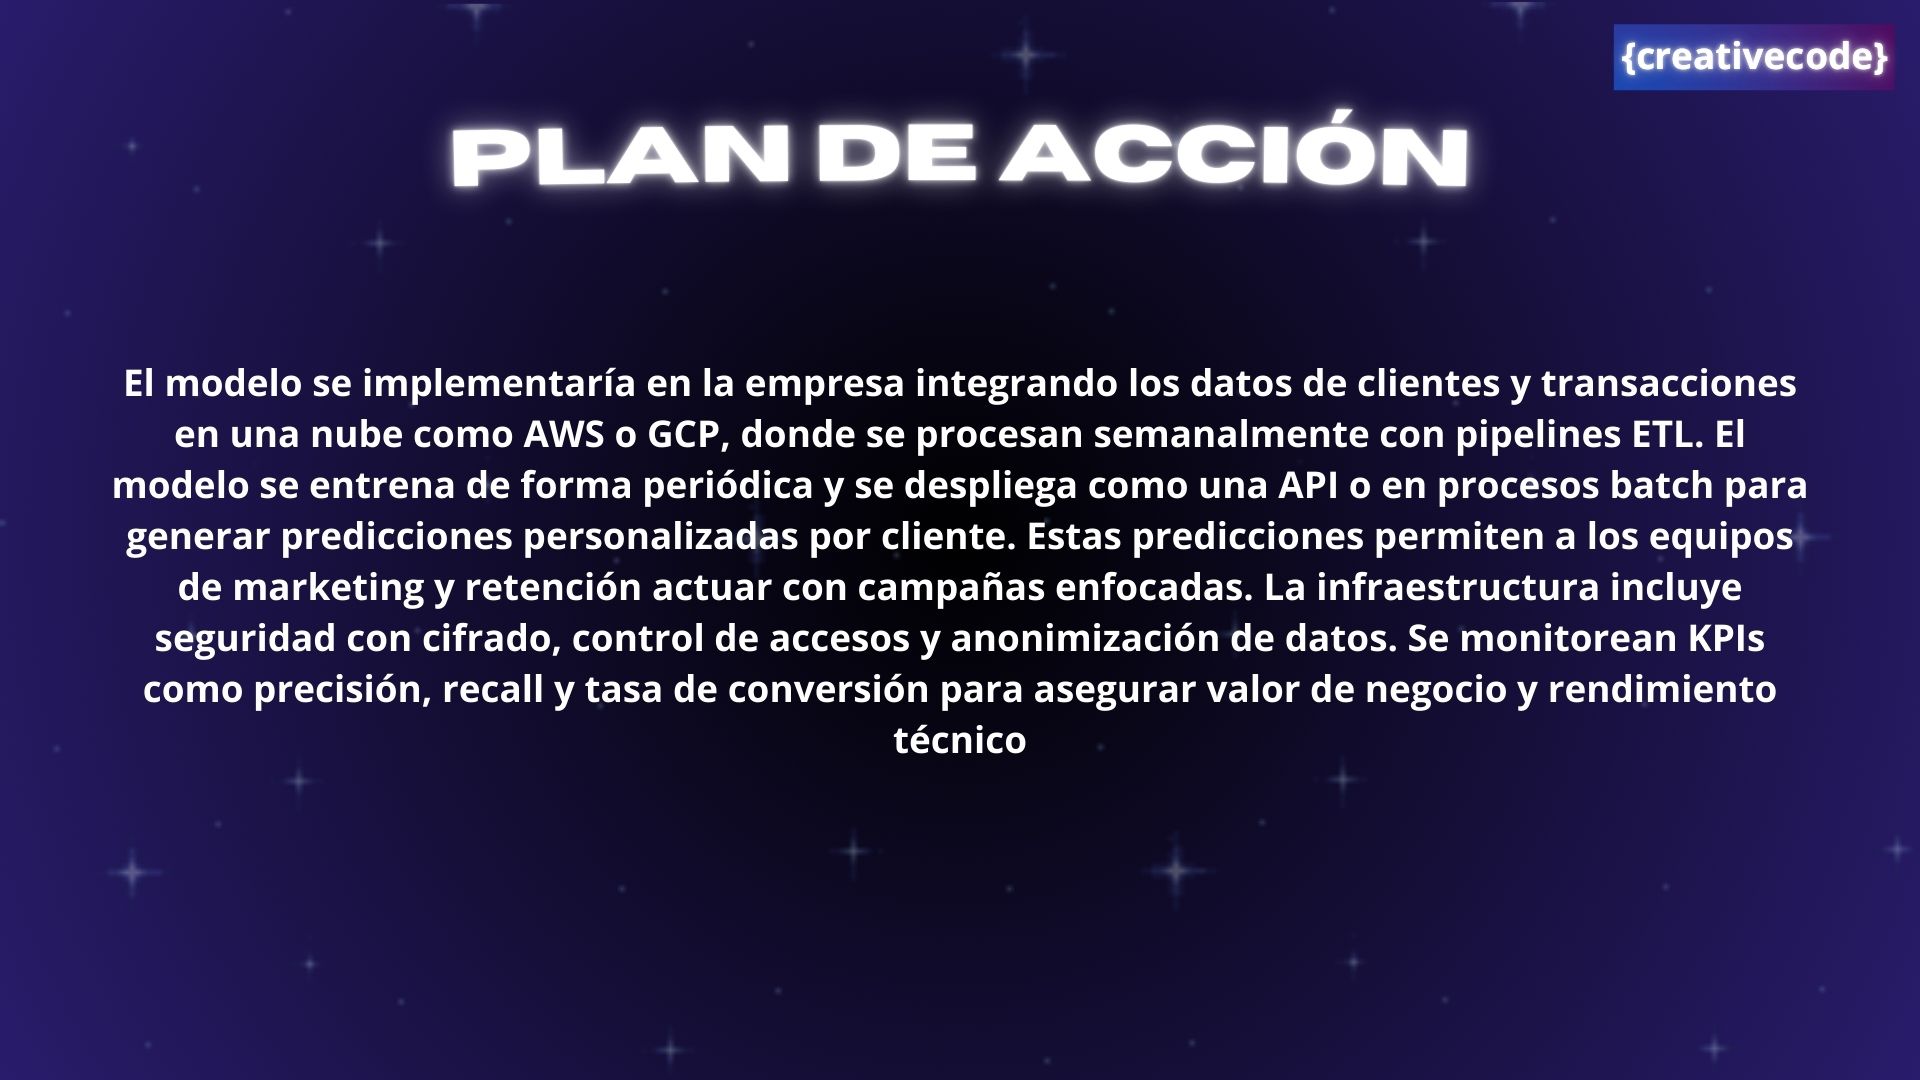 {creativecode}
PLAN DE ACCIÓN
El modelo se implementaría en la empresa integrando los datos de clientes y transacciones
en una nube como AWS o GCP, donde se procesan semanalmente con pipelines ETL. El
modelo se entrena de forma periódica y se despliega como una API o en procesos batch para
generar predicciones personalizadas por cliente. Estas predicciones permiten a los equipos
de marketing y retención actuar con campañas enfocadas. La infraestructura incluye
seguridad con cifrado, control de accesos y anonimización de datos. Se monitorean KPIs
como precisión, recall y tasa de conversión para asegurar valor de negocio y rendimiento
técnico